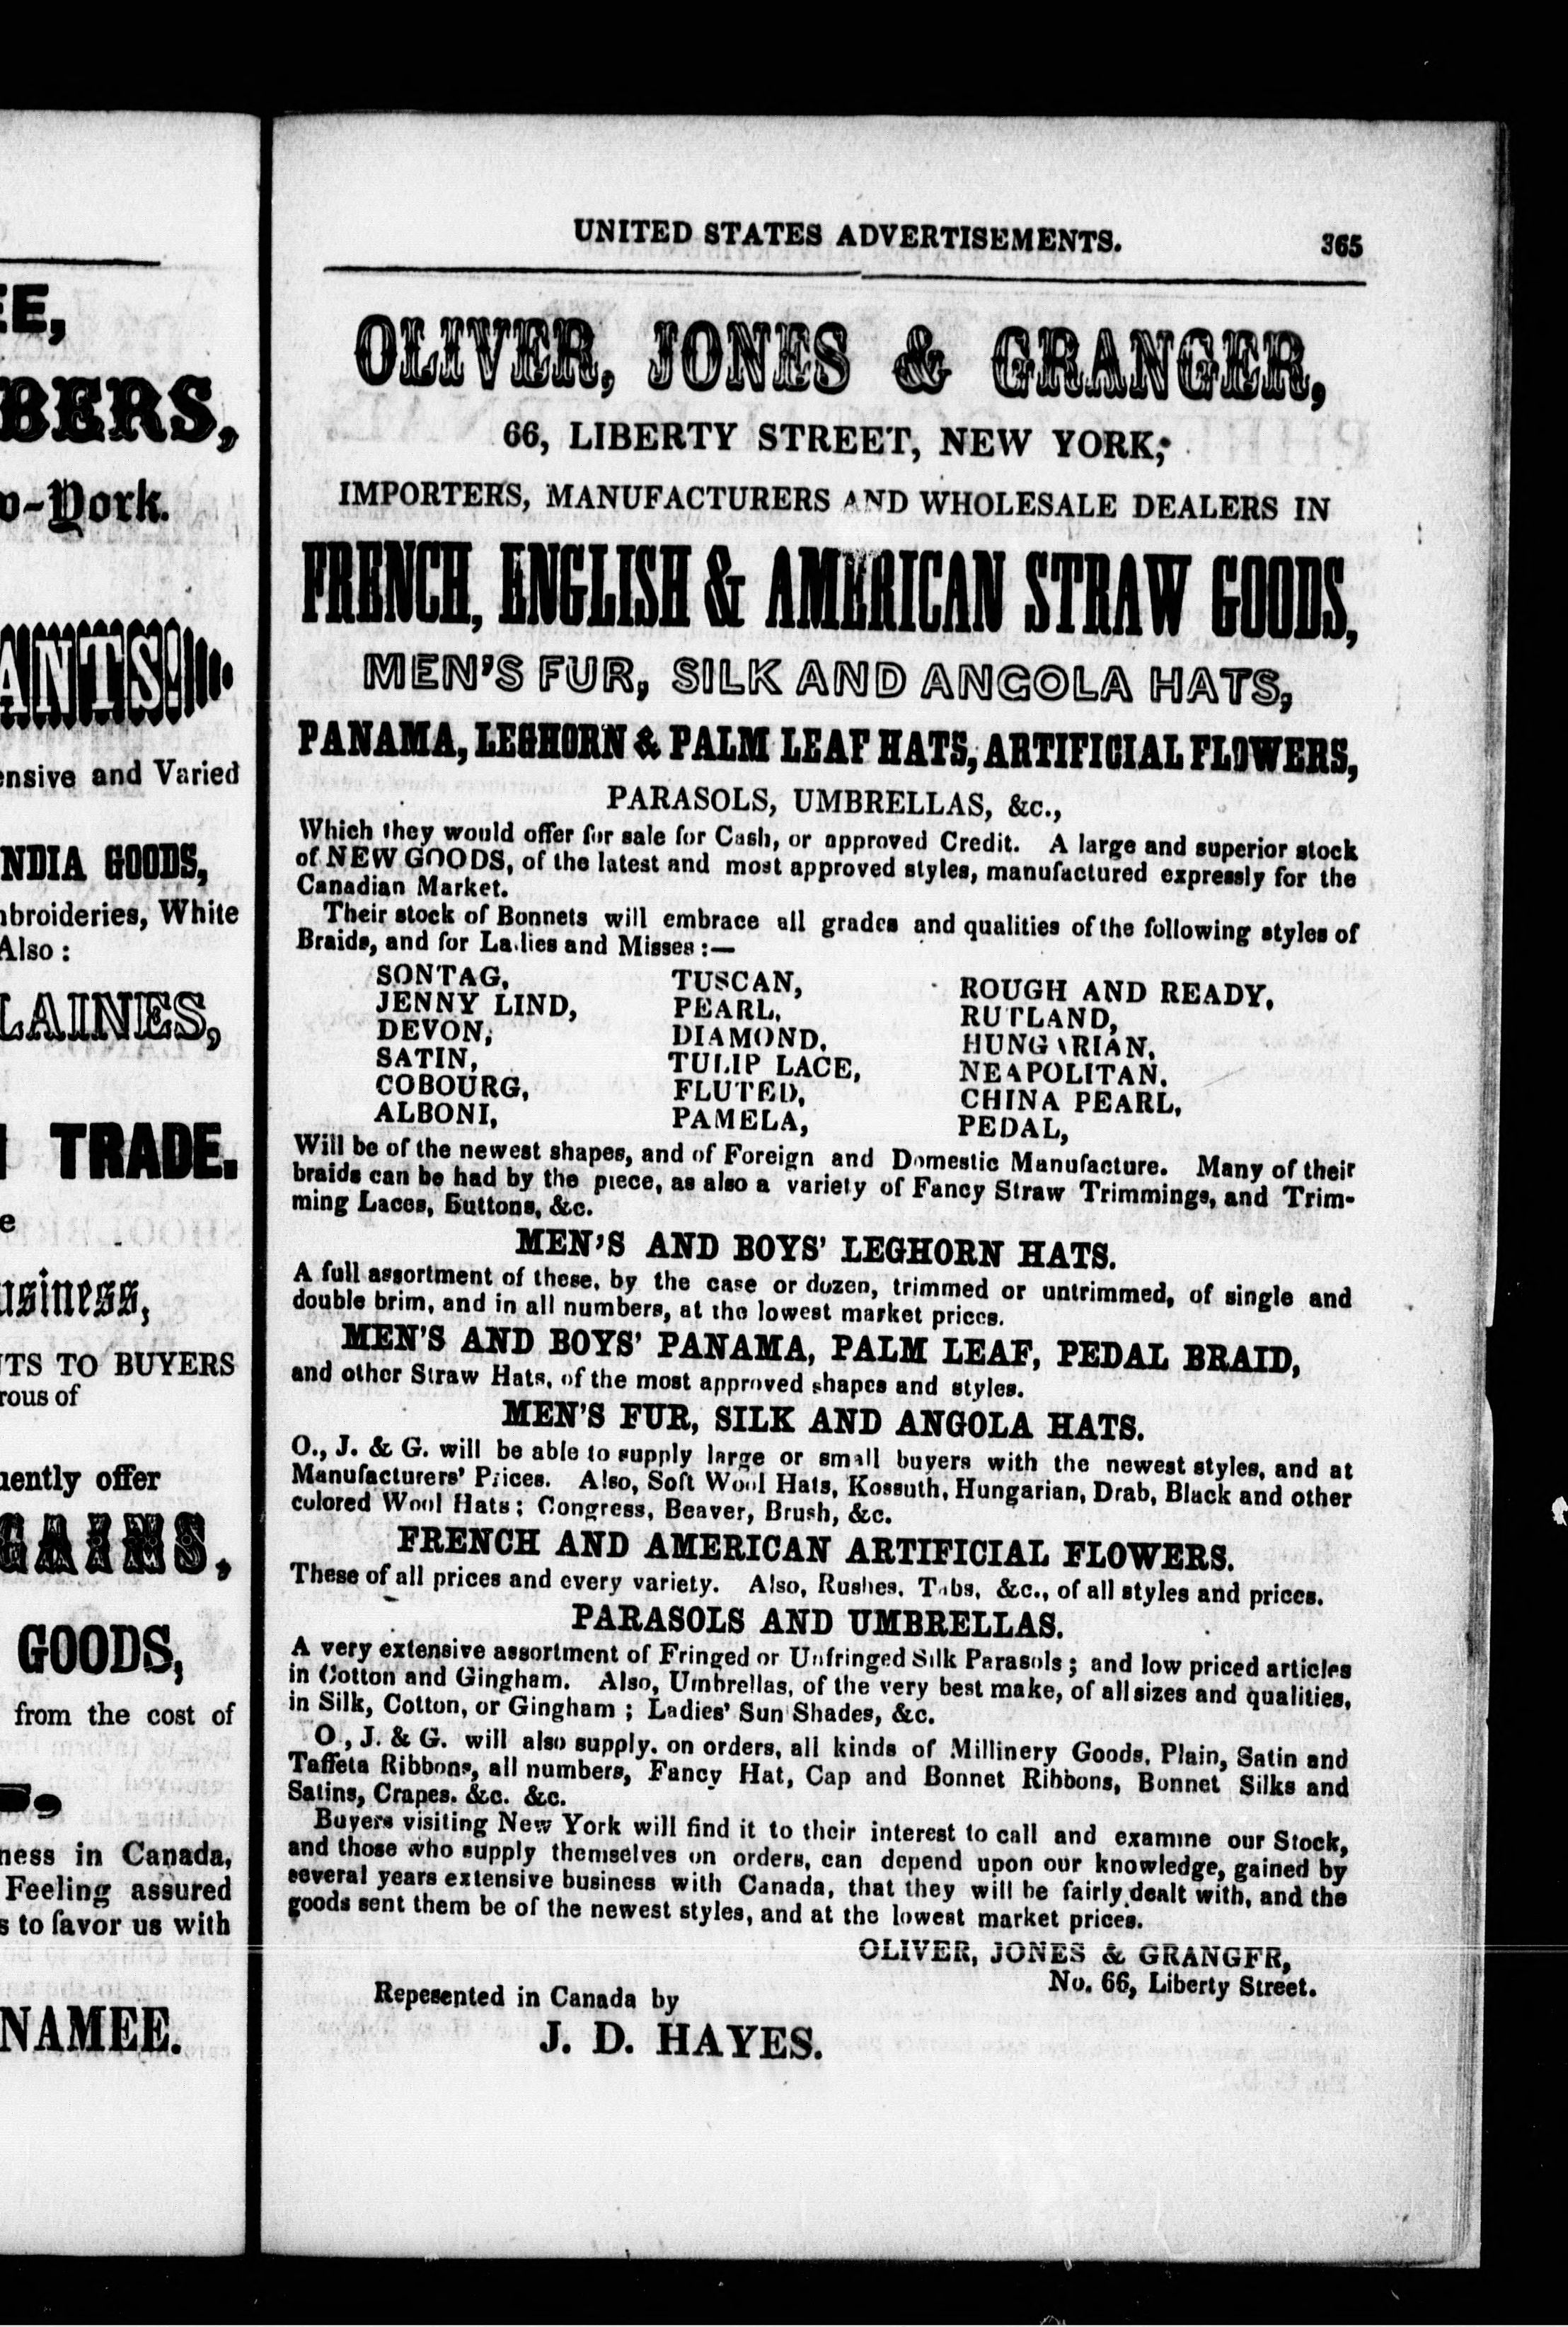 E,
BERS,
w-York.
ANTS!
ensive and Varied
NDIA GOODS,
mbroideries, White
Also :
LAINES,
TRADE.
e
usiness,
TS TO BUYERS
rous of
uently offer
GAINS,
GOODS,
from the cost of
ness in Canada,
Feeling assured
s to favor us with
NAMEE.
UNITED STATES ADVERTISEMENTS. 365
OLIVER, JONES & GRANGER,
66, LIBERTY STREET, NEW YORK;
IMPORTERS, MANUFACTURERS AND WHOLESALE DEALERS IN
FRENCH, ENGLISH & AMERICAN STRAW GOODS,
MEN'S FUR, SILK AND ANGOLA HATS,
PANAMA, LEGHORN & PALM LEAF HATS, ARTIFICIAL FLOWERS,
PARASOLS, UMBRELLAS, &c.,
Which they would offer for sale for Cash, or approved Credit. A large and superior stock
of NEW GOODS, of the latest and most approved styles, manufactured expressly for the
Canadian Market.
Their stock of Bonnets will embrace all grades and qualities of the following styles of
Braids, and for Ladies and Misses :—
SONTAG, TUSCAN, ROUGH AND READY,
JENNY LIND, PEARL, RUTLAND,
DEVON, DIAMOND, HUNGARIAN,
SATIN, TULIP LACE, NEAPOLITAN,
COBOURG, FLUTED, CHINA PEARL,
ALBONI, PAMELA, PEDAL,
Will be of the newest shapes, and of Foreign and Domestic Manufacture. Many of their
braids can be had by the piece, as also a variety of Fancy Straw Trimmings, and Trim-
ming Laces, Buttons, &c.
MEN'S AND BOYS' LEGHORN HATS.
A full assortment of these, by the case or dozen, trimmed or untrimmed, of single and
double brim, and in all numbers, at the lowest market prices.
MEN'S AND BOYS' PANAMA, PALM LEAF, PEDAL BRAID,
and other Straw Hats, of the most approved shapes and styles.
MEN'S FUR, SILK AND ANGOLA HATS.
O., J. & G. will be able to supply large or small buyers with the newest styles, and at
Manufacturers' Prices. Also, Soft Wool Hats, Kossuth, Hungarian, Drab, Black and other
colored Wool Hats; Congress, Beaver, Brush, &c.
FRENCH AND AMERICAN ARTIFICIAL FLOWERS.
These of all prices and every variety. Also, Rushes, Tabs, &c., of all styles and prices.
PARASOLS AND UMBRELLAS.
A very extensive assortment of Fringed or Unfringed Silk Parasols; and low priced articles
in Cotton and Gingham. Also, Umbrellas, of the very best make, of all sizes and qualities,
in Silk, Cotton, or Gingham ; Ladies' Sun Shades, &c.
O., J. & G. will also supply, on orders, all kinds of Millinery Goods, Plain, Satin and
Taffeta Ribbons, all numbers, Fancy Hat, Cap and Bonnet Ribbons, Bonnet Silks and
Satins, Crapes. &c. &c.
Buyers visiting New York will find it to their interest to call and examine our Stock,
and those who supply themselves on orders, can depend upon our knowledge, gained by
several years extensive business with Canada, that they will be fairly dealt with, and the
goods sent them be of the newest styles, and at the lowest market prices.
OLIVER, JONES & GRANGER,
No. 66, Liberty Street.
Repesented in Canada by
J. D. HAYES.